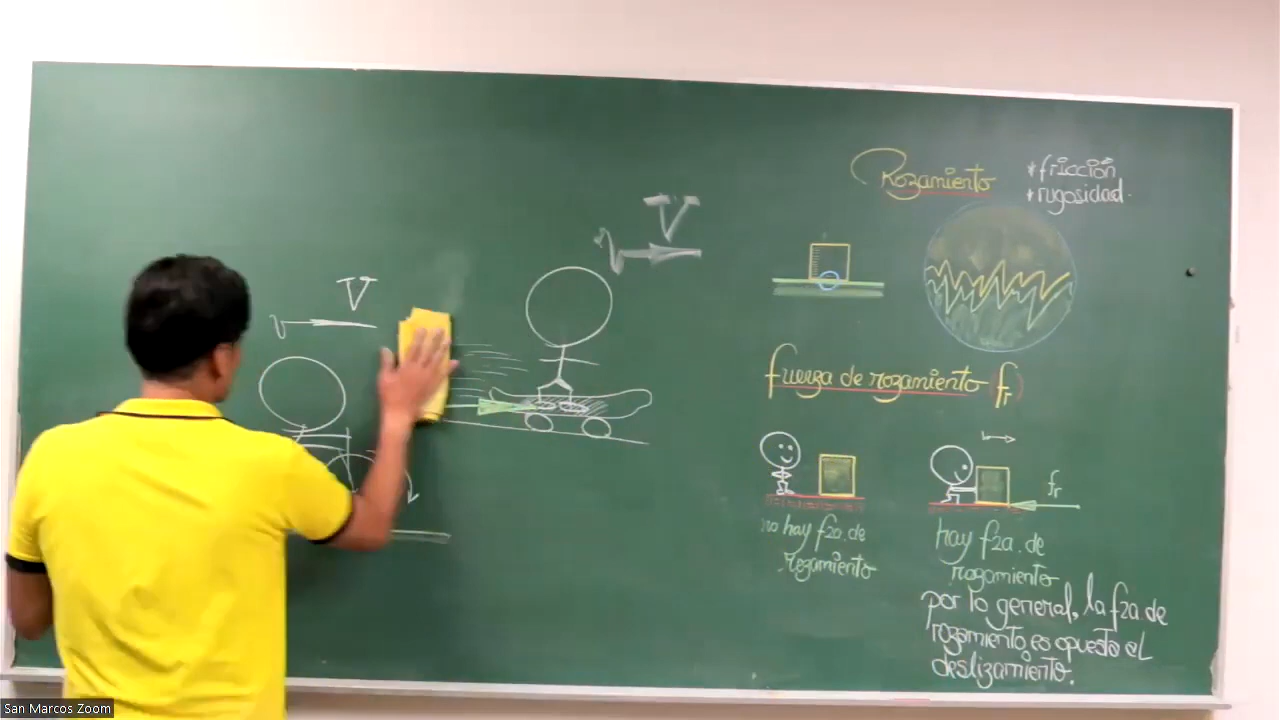 V
V
Rozamiento
* fricción
* rugosidad.
fuerza de rozamiento (fr)
fr
no hay fza. de
rozamiento
hay fza. de
rozamiento
por lo general, la fza. de
rozamiento, es opuesta al
deslizamiento.
San Marcos Zoom